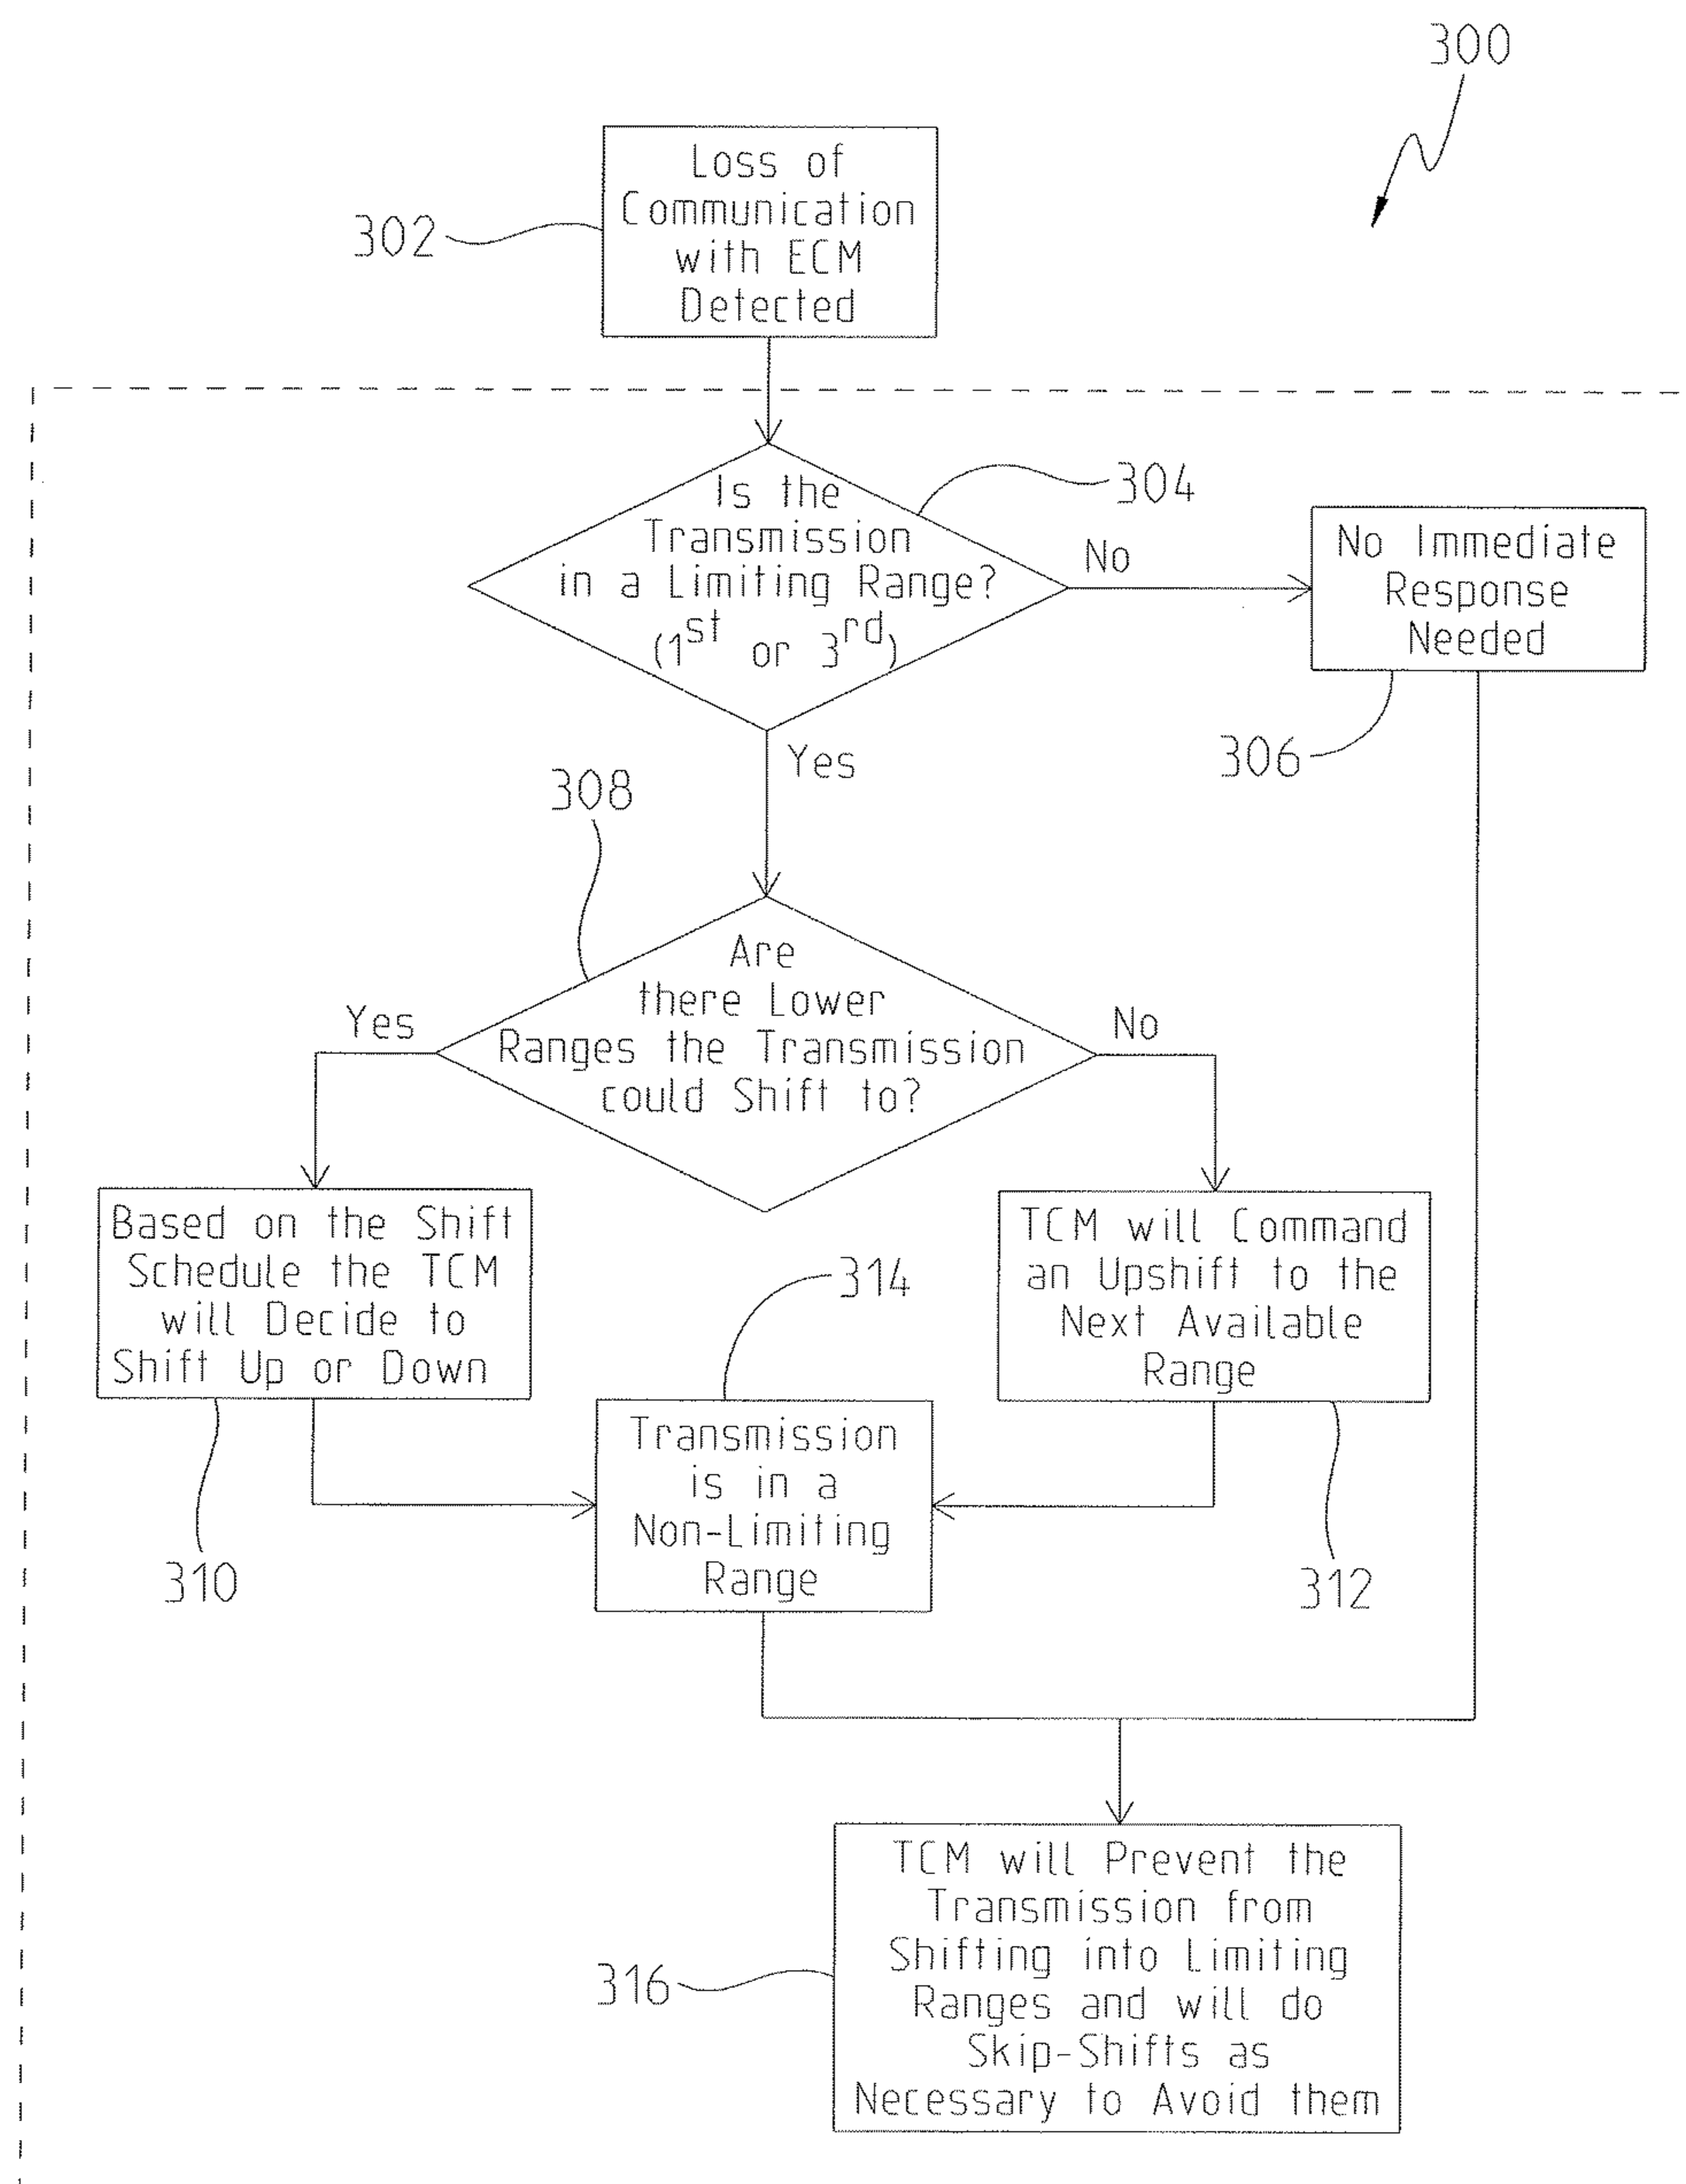 300
Loss of
Communication
with ECM
Detected
302
Is the
Transmission
in a Limiting Range?
(1st or 3rd)
304
No
No Immediate
Response
Needed
306
Yes
308
Are
there Lower
Ranges the Transmission
could Shift to?
Yes
No
Based on the Shift
Schedule the TCM
will Decide to
Shift Up or Down
310
TCM will Command
an Upshift to the
Next Available
Range
312
314
Transmission
is in a
Non-Limiting
Range
TCM will Prevent the
Transmission from
Shifting into Limiting
Ranges and will do
Skip-Shifts as
Necessary to Avoid them
316